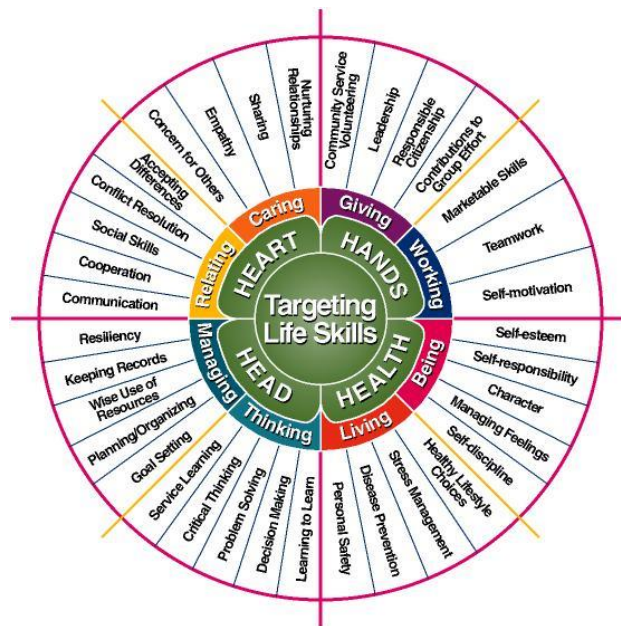 Targeting
Life Skills
HEART
HANDS
HEALTH
HEAD
Relating
Caring
Giving
Working
Being
Living
Thinking
Managing
Communication
Cooperation
Social Skills
Conflict Resolution
Accepting
Differences
Concern for Others
Empathy
Sharing
Nurturing
Relationships
Community Service
Volunteering
Leadership
Responsible
Citizenship
Contributions to
Group Effort
Marketable Skills
Teamwork
Self-motivation
Self-esteem
Self-responsibility
Character
Managing Feelings
Self-discipline
Healthy Lifestyle
Choices
Stress Management
Disease Prevention
Personal Safety
Learning to Learn
Decision Making
Problem Solving
Critical Thinking
Service Learning
Goal Setting
Planning/Organizing
Wise Use of
Resources
Keeping Records
Resiliency